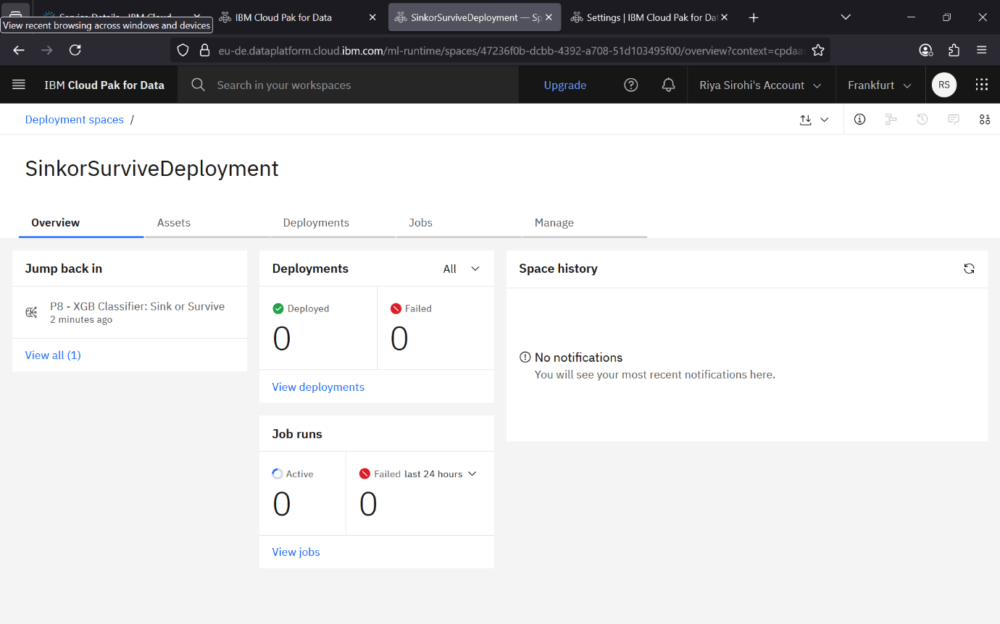 Service Details - IBM Cloud
View recent browsing across windows and devices
IBM Cloud Pak for Data
SinkorSurviveDeployment — Sp
Settings | IBM Cloud Pak for Dat
eu-de.dataplatform.cloud.ibm.com/ml-runtime/spaces/47236f0b-dcbb-4392-a708-51d103495f00/overview?context=cpdaas
IBM Cloud Pak for Data
Search in your workspaces
Upgrade
Riya Sirohi's Account
Frankfurt
RS
Deployment spaces /
SinkorSurviveDeployment
Overview
Assets
Deployments
Jobs
Manage
Jump back in
P8 - XGB Classifier: Sink or Survive
2 minutes ago
View all (1)
Deployments
All
Deployed
0
Failed
0
View deployments
Job runs
Active
0
Failed last 24 hours
0
View jobs
Space history
No notifications
You will see your most recent notifications here.